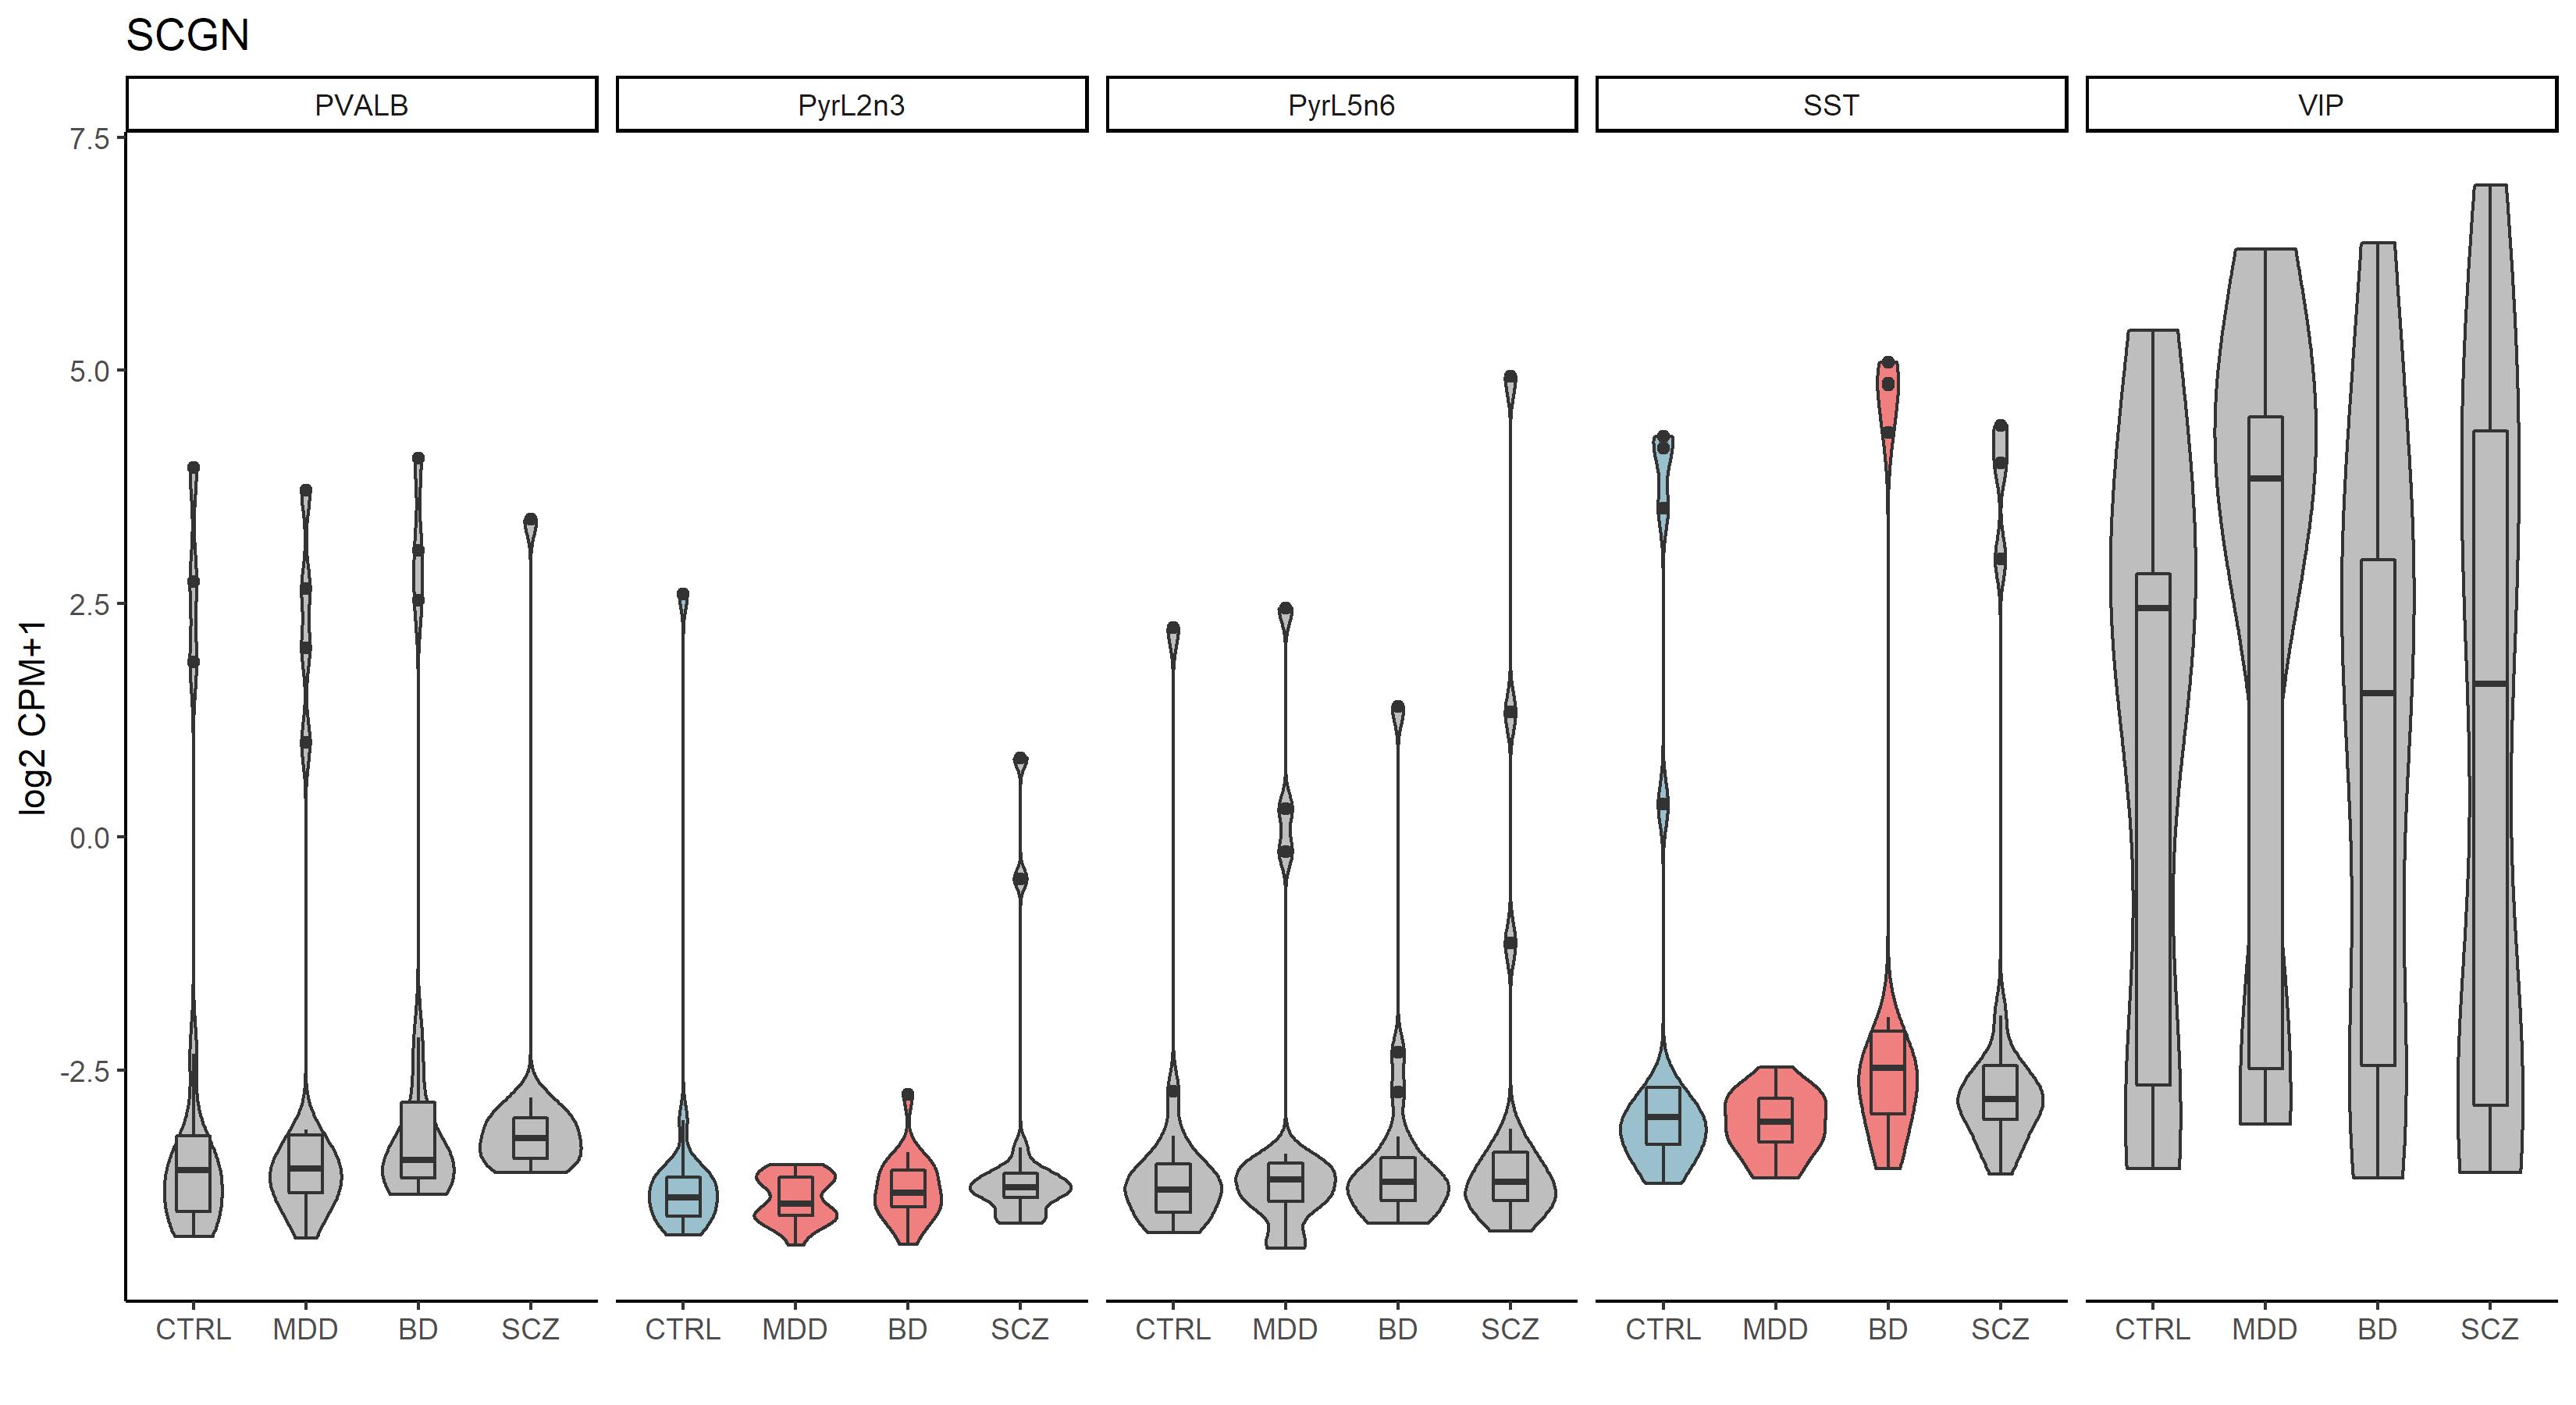 SCGN
PVALB PyrL2n3 PyrL5n6 SST VIP
7.5
5.0
2.5
0.0
-2.5
log2 CPM+1
CTRL MDD BD SCZ CTRL MDD BD SCZ CTRL MDD BD SCZ CTRL MDD BD SCZ CTRL MDD BD SCZ